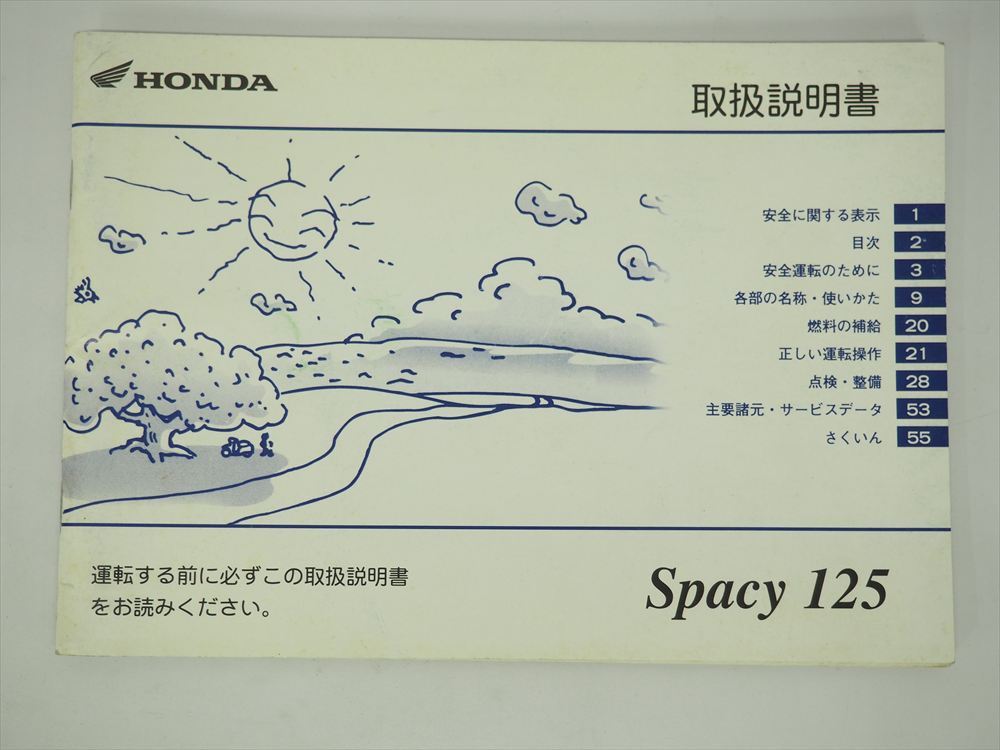 HONDA
取扱説明書
安全に関する表示 1
目次 2
安全運転のために 3
各部の名称・使いかた 9
燃料の補給 20
正しい運転操作 21
点検・整備 28
主要諸元・サービスデータ 53
さくいん 55
運転する前に必ずこの取扱説明書
をお読みください。
Spacy 125